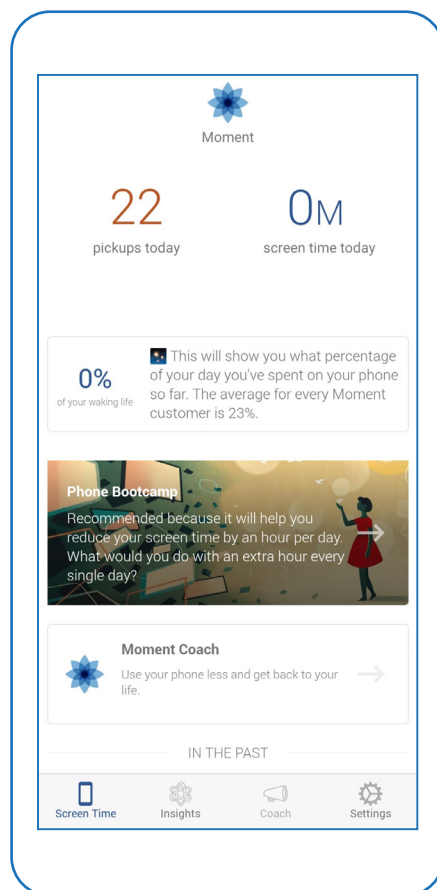 Moment
22
0M
pickups today
screen time today
0%
of your waking life
This will show you what percentage
of your day you've spent on your phone
so far. The average for every Moment
customer is 23%.
Phone Bootcamp
Recommended because it will help you
reduce your screen time by an hour per day.
What would you do with an extra hour every
single day?
Moment Coach
Use your phone less and get back to your
life.
IN THE PAST
Screen Time
Insights
Coach
Settings